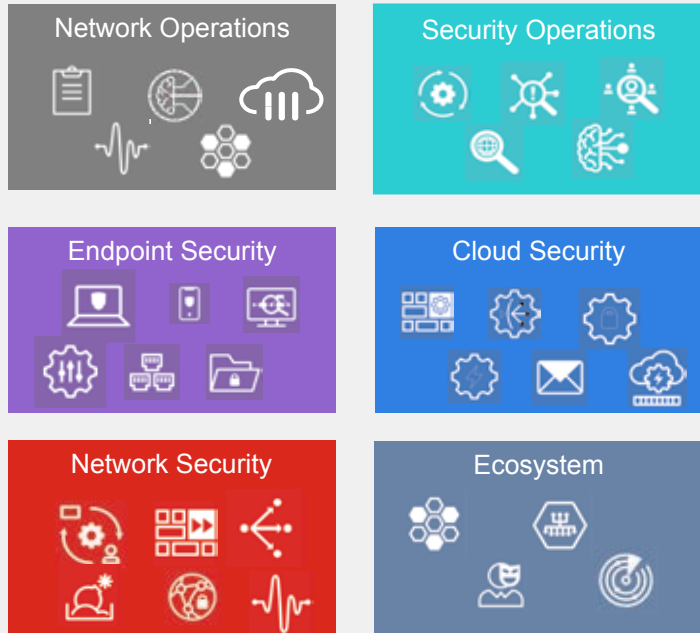 Network Operations
Security Operations
Endpoint Security
Cloud Security
Network Security
Ecosystem